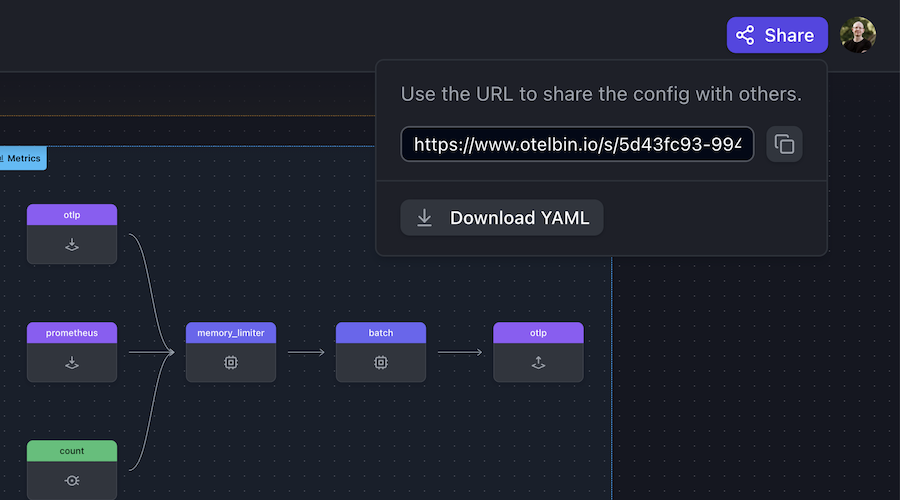 Share
Use the URL to share the config with others.
https://www.otelbin.io/s/5d43fc93-994
Download YAML
Metrics
otlp
prometheus
memory_limiter
batch
otlp
count